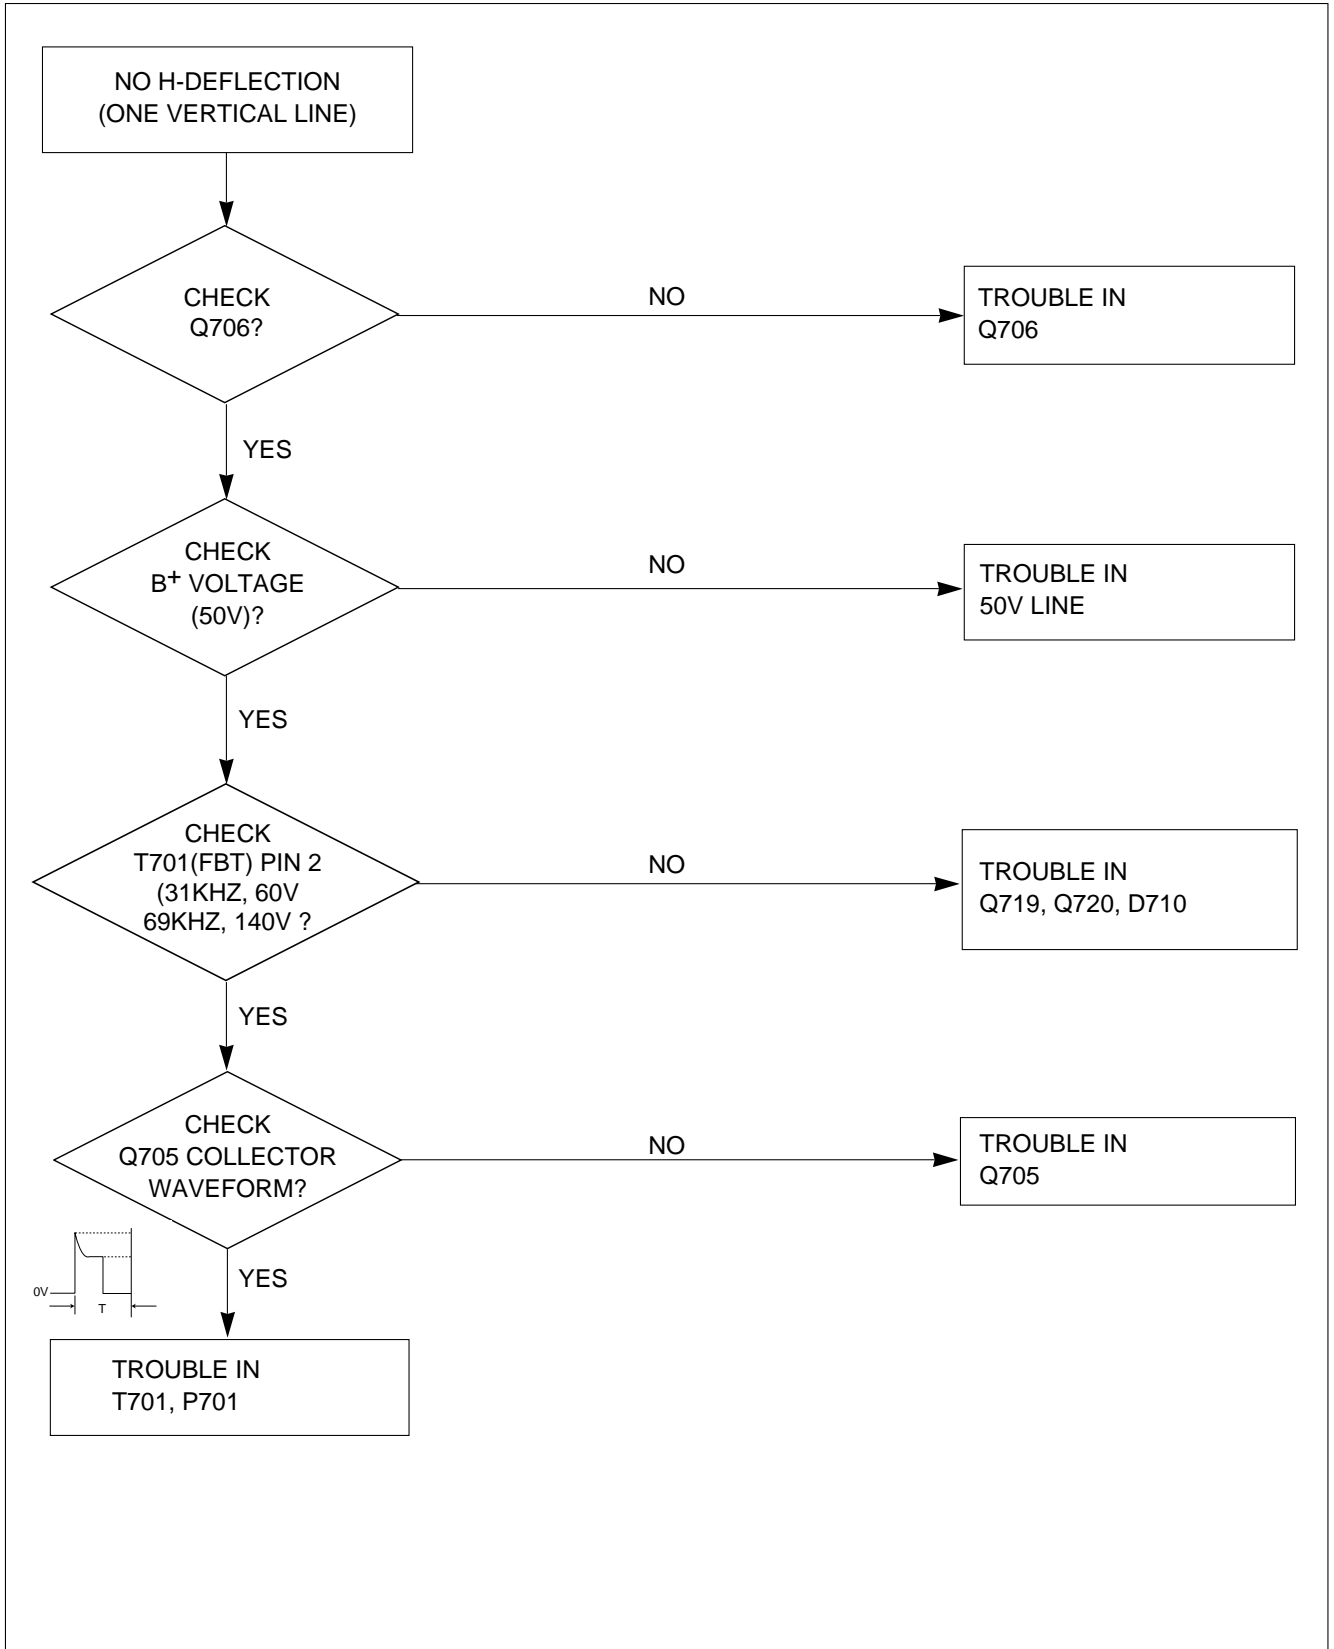 NO H-DEFLECTION
(ONE VERTICAL LINE)
CHECK
Q706?
NO
TROUBLE IN
Q706
YES
CHECK
B+ VOLTAGE
(50V)?
NO
TROUBLE IN
50V LINE
YES
CHECK
T701(FBT) PIN 2
(31KHZ, 60V
69KHZ, 140V ?
NO
TROUBLE IN
Q719, Q720, D710
YES
CHECK
Q705 COLLECTOR
WAVEFORM?
NO
TROUBLE IN
Q705
YES
0V
T
TROUBLE IN
T701, P701